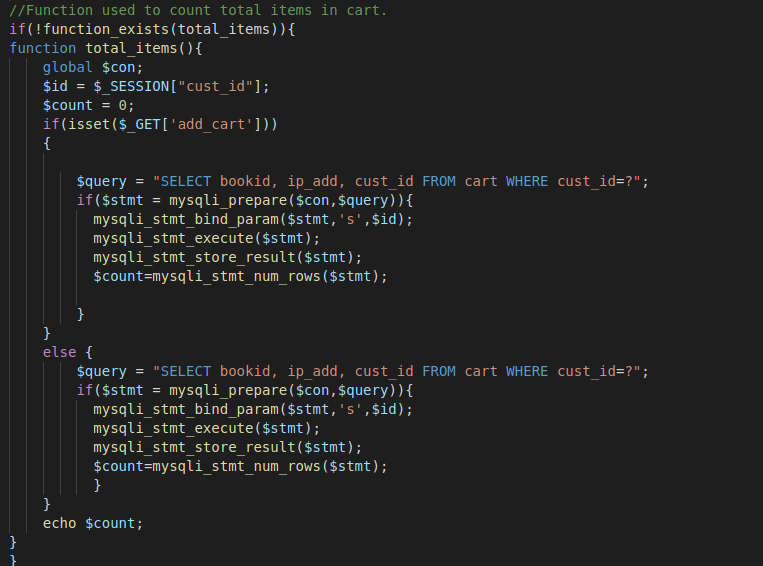 //Function used to count total items in cart.
if(!function_exists(total_items)){
function total_items(){
    global $con;
    $id = $_SESSION["cust_id"];
    $count = 0;
    if(isset($_GET['add_cart']))
    {
        $query = "SELECT bookid, ip_add, cust_id FROM cart WHERE cust_id=?";
        if($stmt = mysqli_prepare($con,$query)){
          mysqli_stmt_bind_param($stmt,'s',$id);
          mysqli_stmt_execute($stmt);
          mysqli_stmt_store_result($stmt);
          $count=mysqli_stmt_num_rows($stmt);
        }
    }
    else {
        $query = "SELECT bookid, ip_add, cust_id FROM cart WHERE cust_id=?";
        if($stmt = mysqli_prepare($con,$query)){
          mysqli_stmt_bind_param($stmt,'s',$id);
          mysqli_stmt_execute($stmt);
          mysqli_stmt_store_result($stmt);
          $count=mysqli_stmt_num_rows($stmt);
          }
    }
    echo $count;
}
}